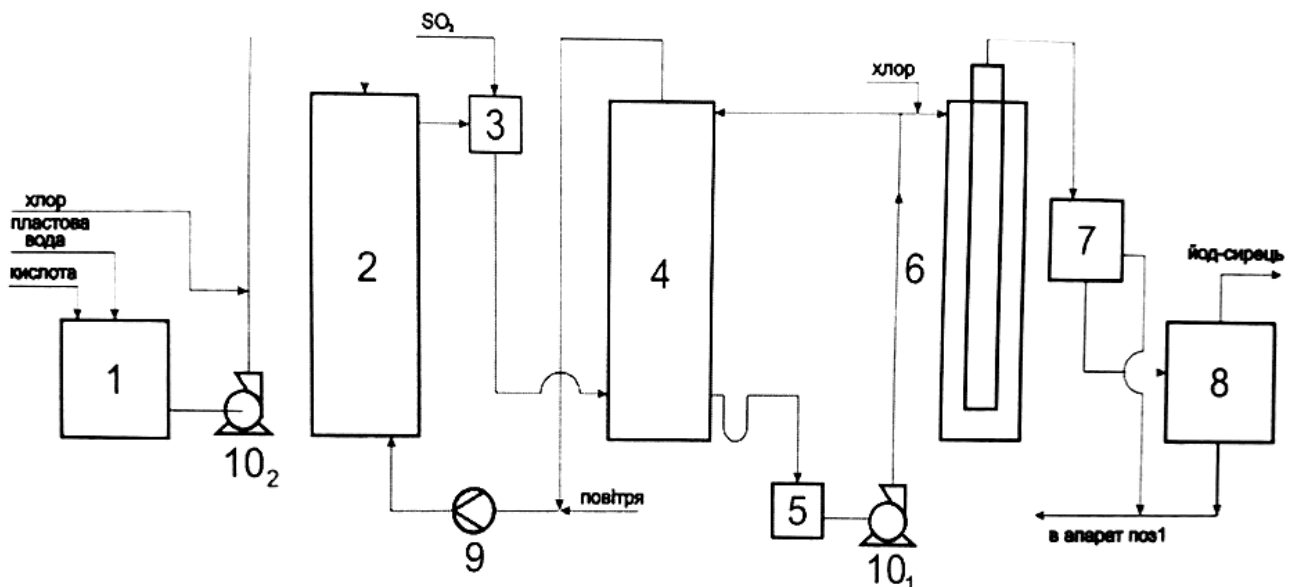 SO₂
хлор
3
хлор
пластова
вода
кислота
2
4
6
7
йод-сирець
1
8
10₂
повітря
5
9
10₁
в апарат поз1